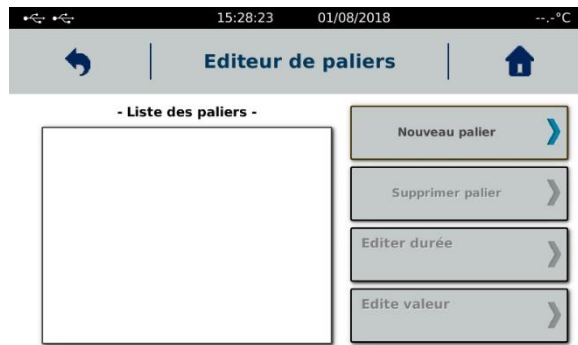 15:28:23 01/08/2018 --.-°C
Editeur de paliers
- Liste des paliers -
Nouveau palier
Supprimer palier
Editer durée
Edite valeur